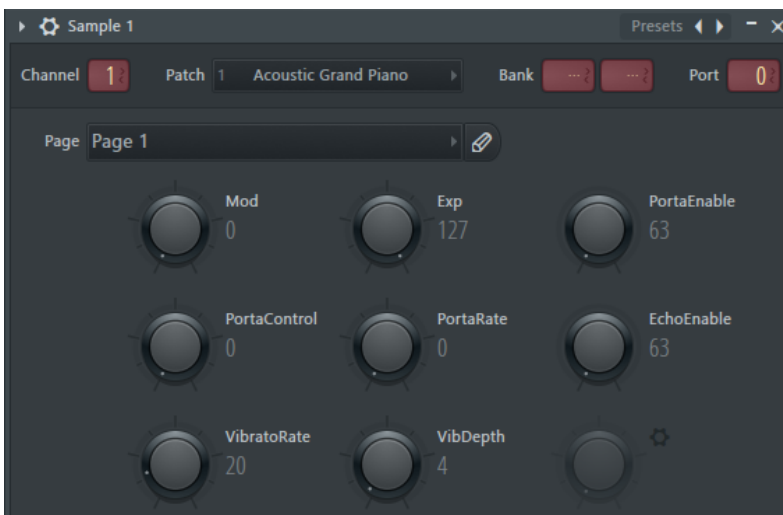 Sample 1 Presets
Channel 1 Patch 1 Acoustic Grand Piano Bank --- --- Port 0
Page Page 1
Mod Exp PortaEnable
0 127 63
PortaControl PortaRate EchoEnable
0 0 63
VibratoRate VibDepth
20 4